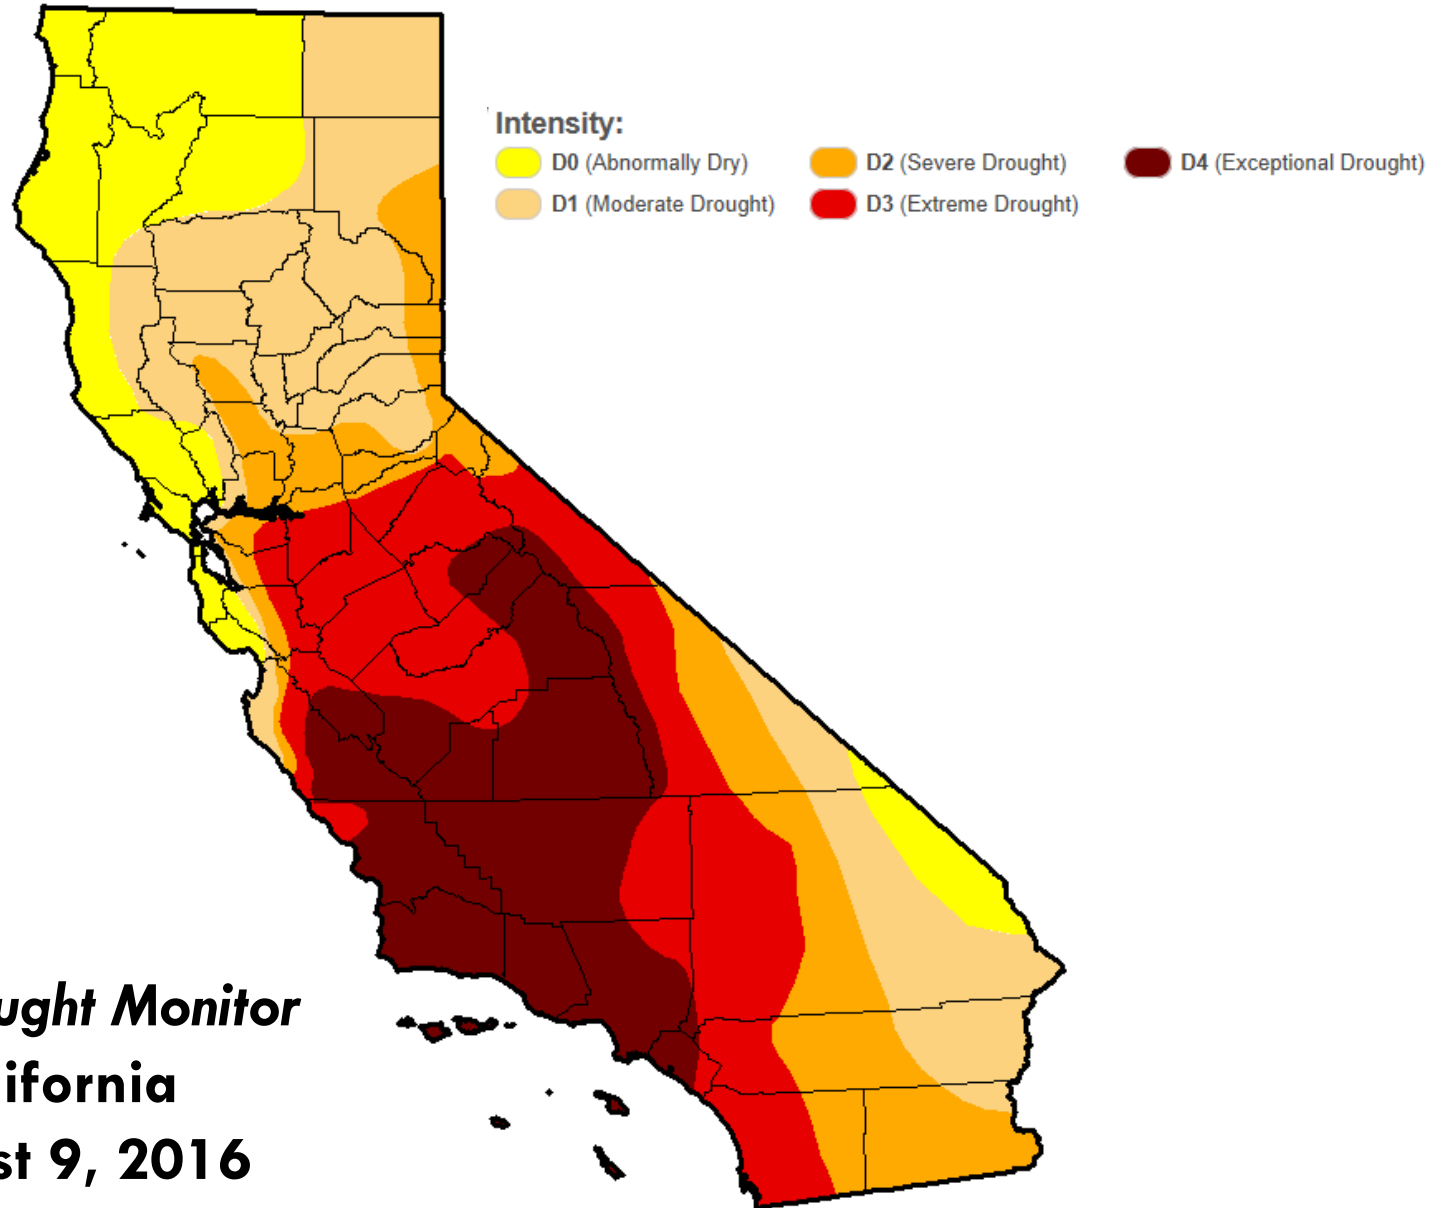 Intensity:
D0 (Abnormally Dry)
D2 (Severe Drought)
D4 (Exceptional Drought)
D1 (Moderate Drought)
D3 (Extreme Drought)
ught Monitor
ifornia
st 9, 2016